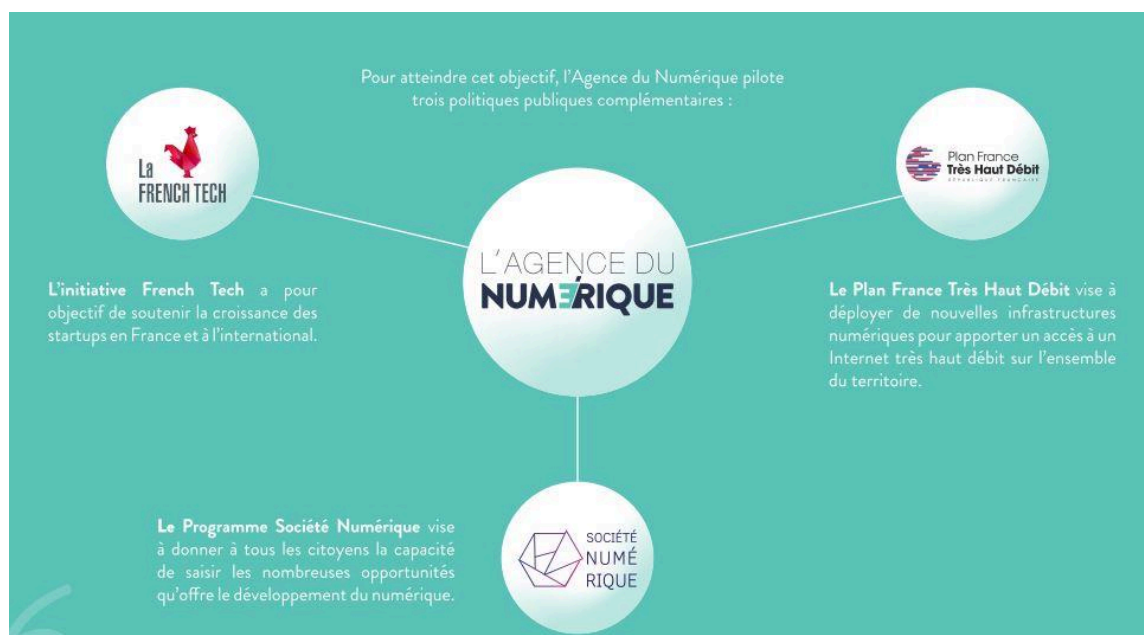 Pour atteindre cet objectif, l'Agence du Numérique pilote
trois politiques publiques complémentaires :
La
FRENCH TECH
L'initiative French Tech a pour
objectif de soutenir la croissance des
startups en France et à l'international.
L'AGENCE DU
NUMÉRIQUE
Plan France
Très Haut Débit
RÉPUBLIQUE FRANÇAISE
Le Plan France Très Haut Débit vise à
déployer de nouvelles infrastructures
numériques pour apporter un accès à un
Internet très haut débit sur l'ensemble
du territoire.
Le Programme Société Numérique vise
à donner à tous les citoyens la capacité
de saisir les nombreuses opportunités
qu'offre le développement du numérique.
SOCIÉTÉ
NUMÉ
RIQUE